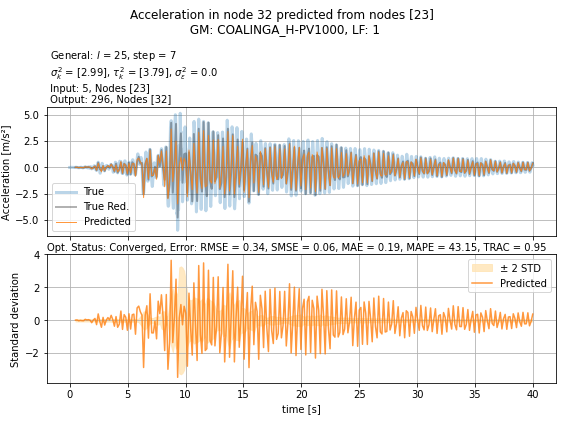 Acceleration in node 32 predicted from nodes [23]
GM: COALINGA_H-PV1000, LF: 1
General: l = 25, step = 7
σ²ₖ = [2.99], τ²ₖ = [3.79], σ²ᵣ = 0.0
Input: 5, Nodes [23]
Output: 296, Nodes [32]
Acceleration [m/s²]
5.0
2.5
0.0
−2.5
−5.0
True
True Red.
Predicted
Opt. Status: Converged, Error: RMSE = 0.34, SMSE = 0.06, MAE = 0.19, MAPE = 43.15, TRAC = 0.95
Standard deviation
4
2
0
−2
± 2 STD
Predicted
0 5 10 15 20 25 30 35 40
time [s]